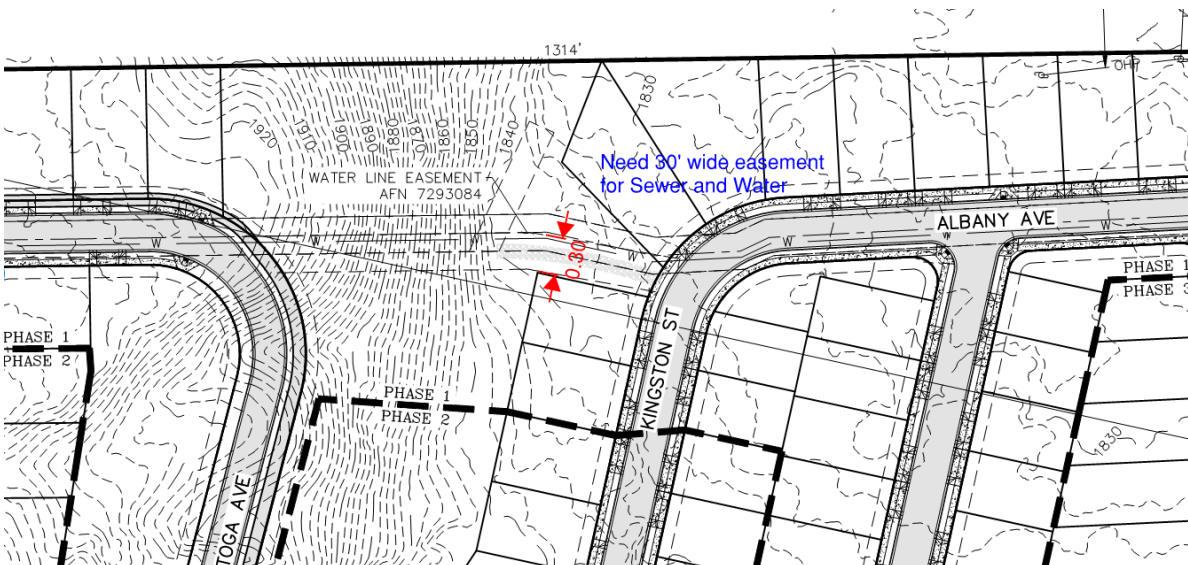 1314'
OHP
1830
1920
1910
1900
1890
1880
1870
1860
1850
1840
Need 30' wide easement
for Sewer and Water
WATER LINE EASEMENT
AFN 7293084
ALBANY AVE
W
W
W
W
W
0.30
PHASE 1
PHASE 3
PHASE 1
PHASE 2
KINGSTON ST
PHASE 1
PHASE 2
1830
TOGA AVE